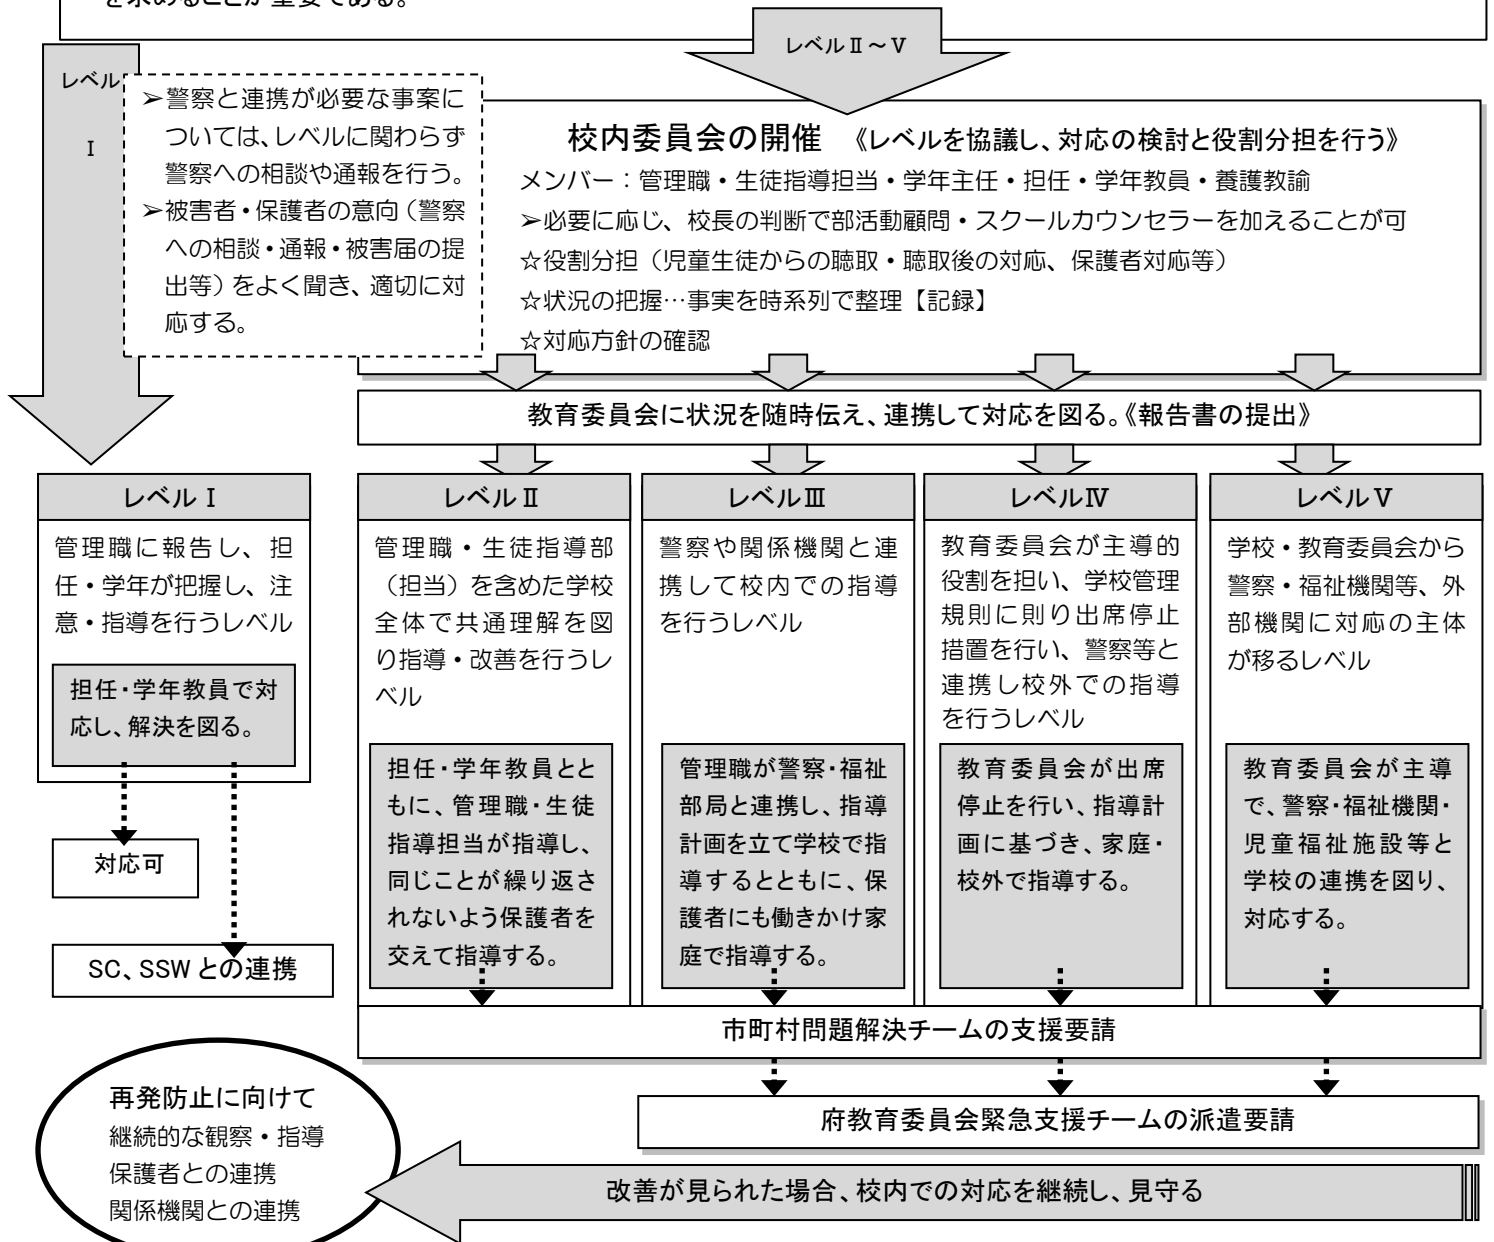 を求めることが重要である。
レベルⅡ～Ⅴ
レベル
Ⅰ
➢警察と連携が必要な事案に
ついては、レベルに関わらず
警察への相談や通報を行う。
➢被害者・保護者の意向（警察
への相談・通報・被害届の提
出等）をよく聞き、適切に対
応する。
校内委員会の開催　《レベルを協議し、対応の検討と役割分担を行う》
メンバー：管理職・生徒指導担当・学年主任・担任・学年教員・養護教諭
➢必要に応じ、校長の判断で部活動顧問・スクールカウンセラーを加えることが可
☆役割分担（児童生徒からの聴取・聴取後の対応、保護者対応等）
☆状況の把握…事実を時系列で整理【記録】
☆対応方針の確認
教育委員会に状況を随時伝え、連携して対応を図る。《報告書の提出》
レベルⅠ
管理職に報告し、担
任・学年が把握し、注
意・指導を行うレベル
担任・学年教員で対
応し、解決を図る。
対応可
SC、SSWとの連携
レベルⅡ
管理職・生徒指導部
（担当）を含めた学校
全体で共通理解を図
り指導・改善を行うレ
ベル
担任・学年教員とと
もに、管理職・生徒
指導担当が指導し、
同じことが繰り返さ
れないよう保護者を
交えて指導する。
レベルⅢ
警察や関係機関と連
携して校内での指導
を行うレベル
管理職が警察・福祉
部局と連携し、指導
計画を立て学校で指
導するとともに、保
護者にも働きかけ家
庭で指導する。
レベルⅣ
教育委員会が主導的
役割を担い、学校管理
規則に則り出席停止
措置を行い、警察等と
連携し校外での指導
を行うレベル
教育委員会が出席
停止を行い、指導計
画に基づき、家庭・
校外で指導する。
レベルⅤ
学校・教育委員会から
警察・福祉機関等、外
部機関に対応の主体
が移るレベル
教育委員会が主導
で、警察・福祉機関・
児童福祉施設等と
学校の連携を図り、
対応する。
市町村問題解決チームの支援要請
府教育委員会緊急支援チームの派遣要請
改善が見られた場合、校内での対応を継続し、見守る
再発防止に向けて
継続的な観察・指導
保護者との連携
関係機関との連携